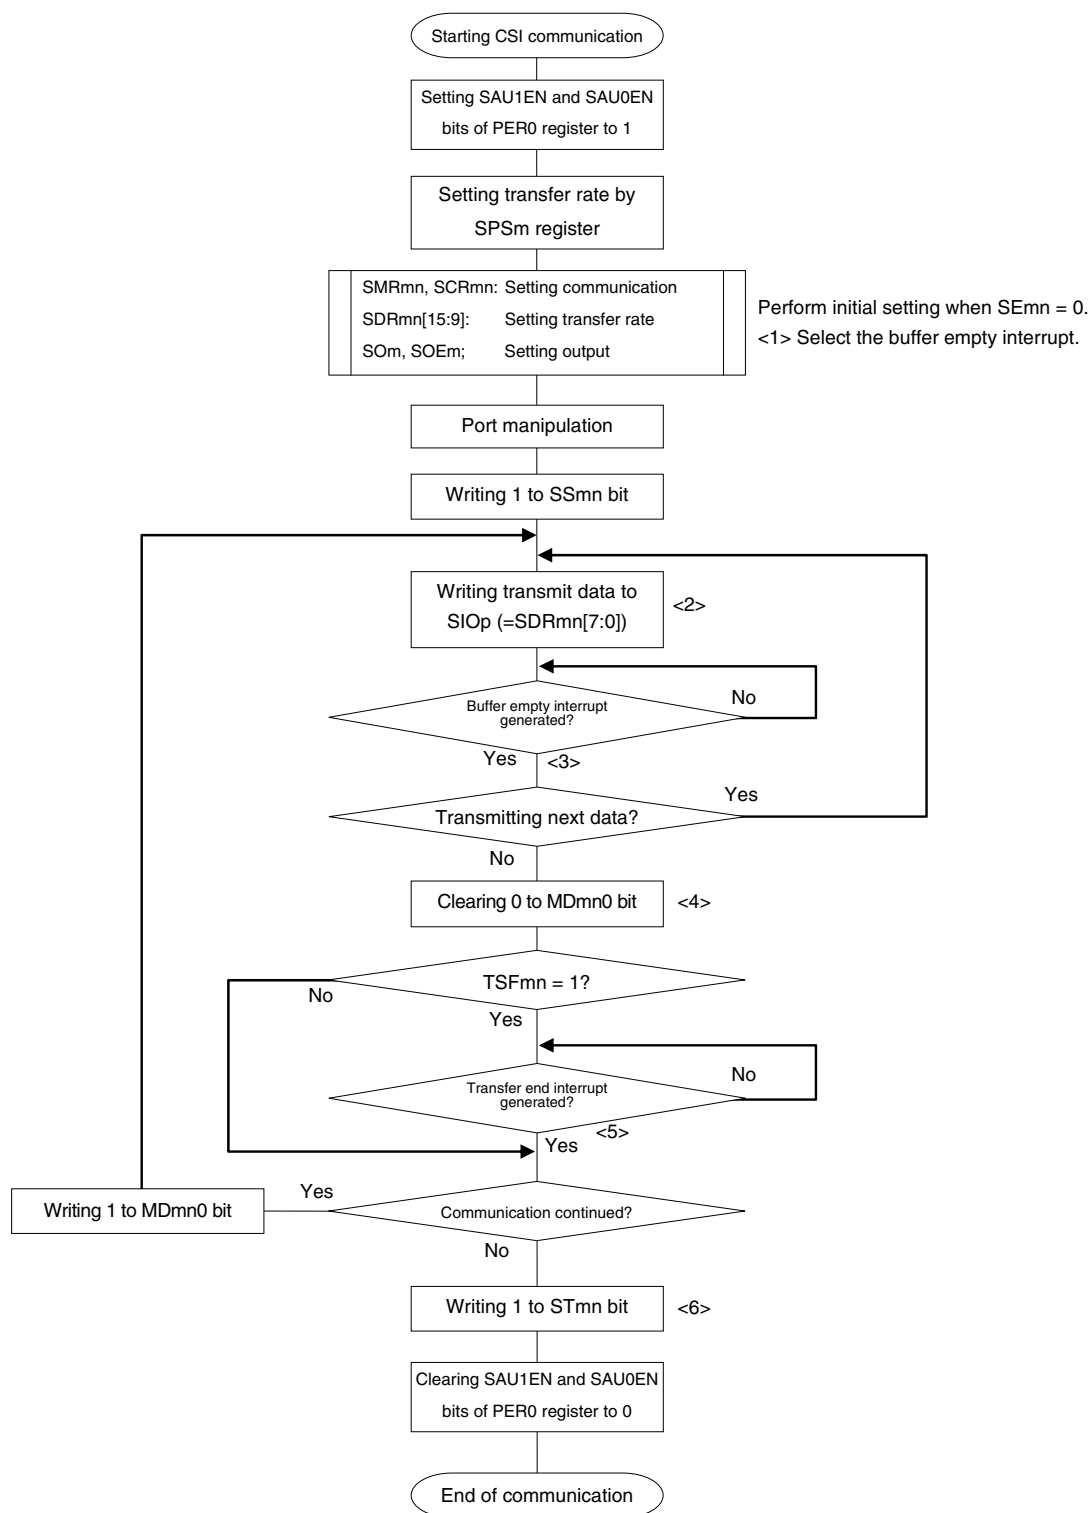 Starting CSI communication
Setting SAU1EN and SAU0EN
bits of PER0 register to 1
Setting transfer rate by
SPSm register
SMRmn, SCRmn: Setting communication
SDRmn[15:9]: Setting transfer rate
SOm, SOEm; Setting output
Perform initial setting when SEmn = 0.
<1> Select the buffer empty interrupt.
Port manipulation
Writing 1 to SSmn bit
Writing transmit data to
SIOp (=SDRmn[7:0])
<2>
Buffer empty interrupt
generated?
No
Yes
<3>
Transmitting next data?
Yes
No
Clearing 0 to MDmn0 bit
<4>
TSFmn = 1?
No
Yes
Transfer end interrupt
generated?
No
<5>
Yes
Communication continued?
Yes
Writing 1 to MDmn0 bit
No
Writing 1 to STmn bit
<6>
Clearing SAU1EN and SAU0EN
bits of PER0 register to 0
End of communication